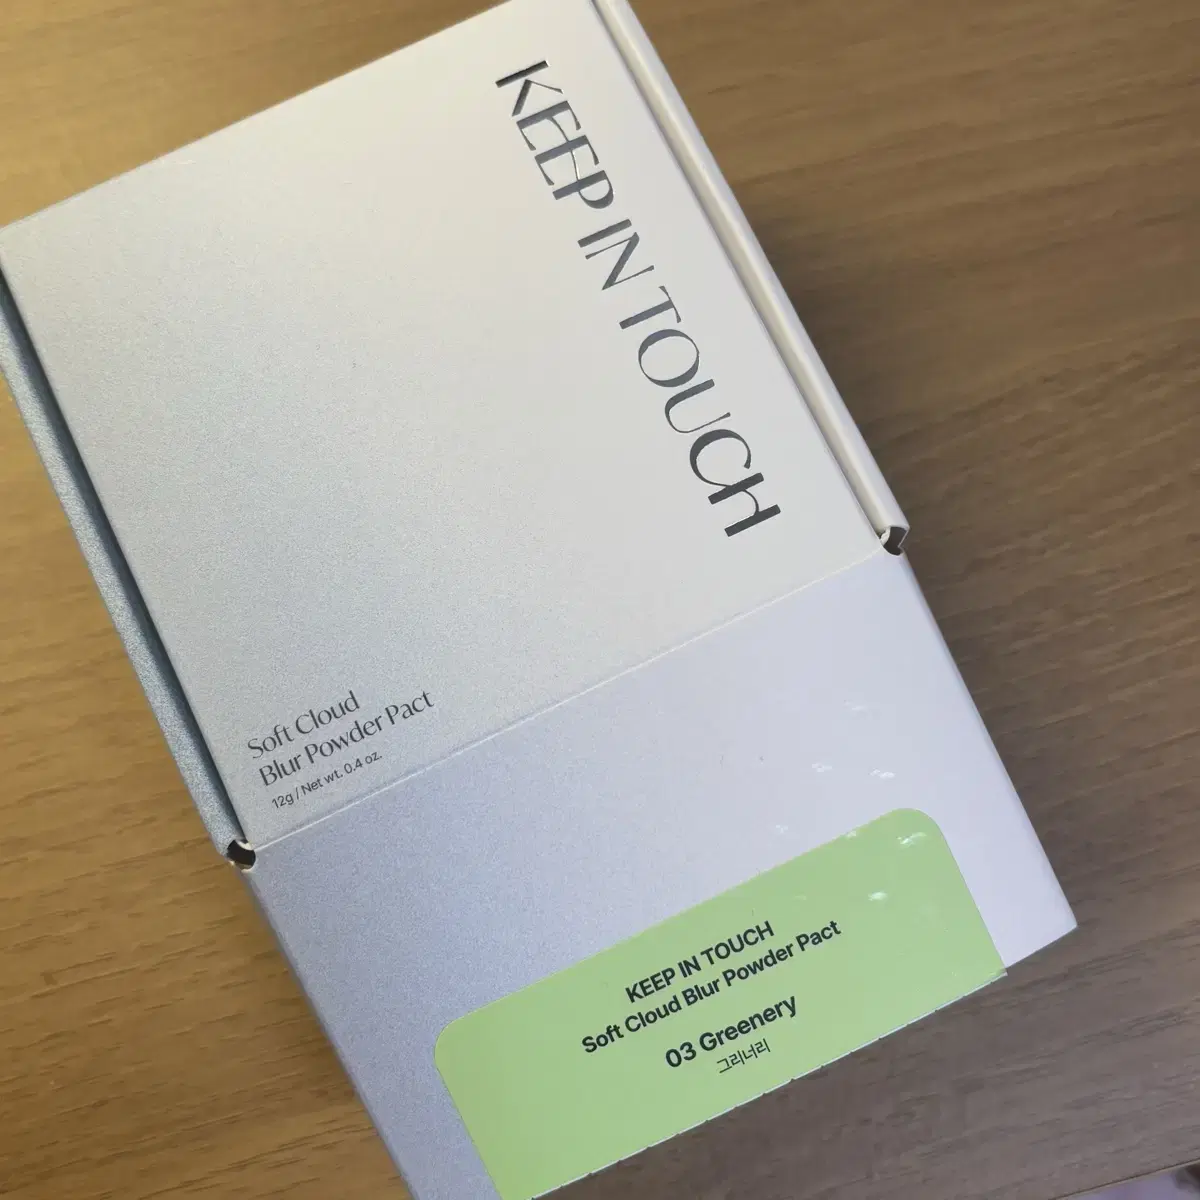 KEEP IN TOUCH
Soft Cloud
Blur Powder Pact
12g / Net wt. 0.4 oz.
KEEP IN TOUCH
Soft Cloud Blur Powder Pact
03 Greenery
그리너리